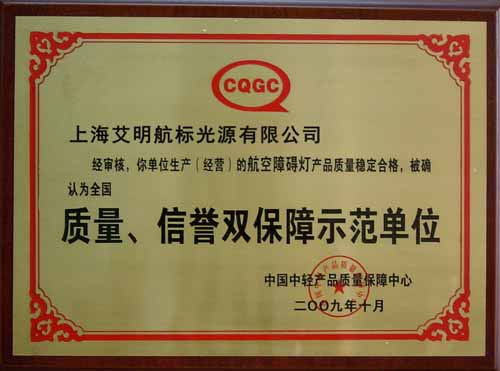 CQGC
上海艾明航标光源有限公司
经审核，你单位生产（经营）的航空障碍灯产品质量稳定合格，被确
认为全国
质量、信誉双保障示范单位
中国中轻产品质量保障中心
二〇〇九年十月